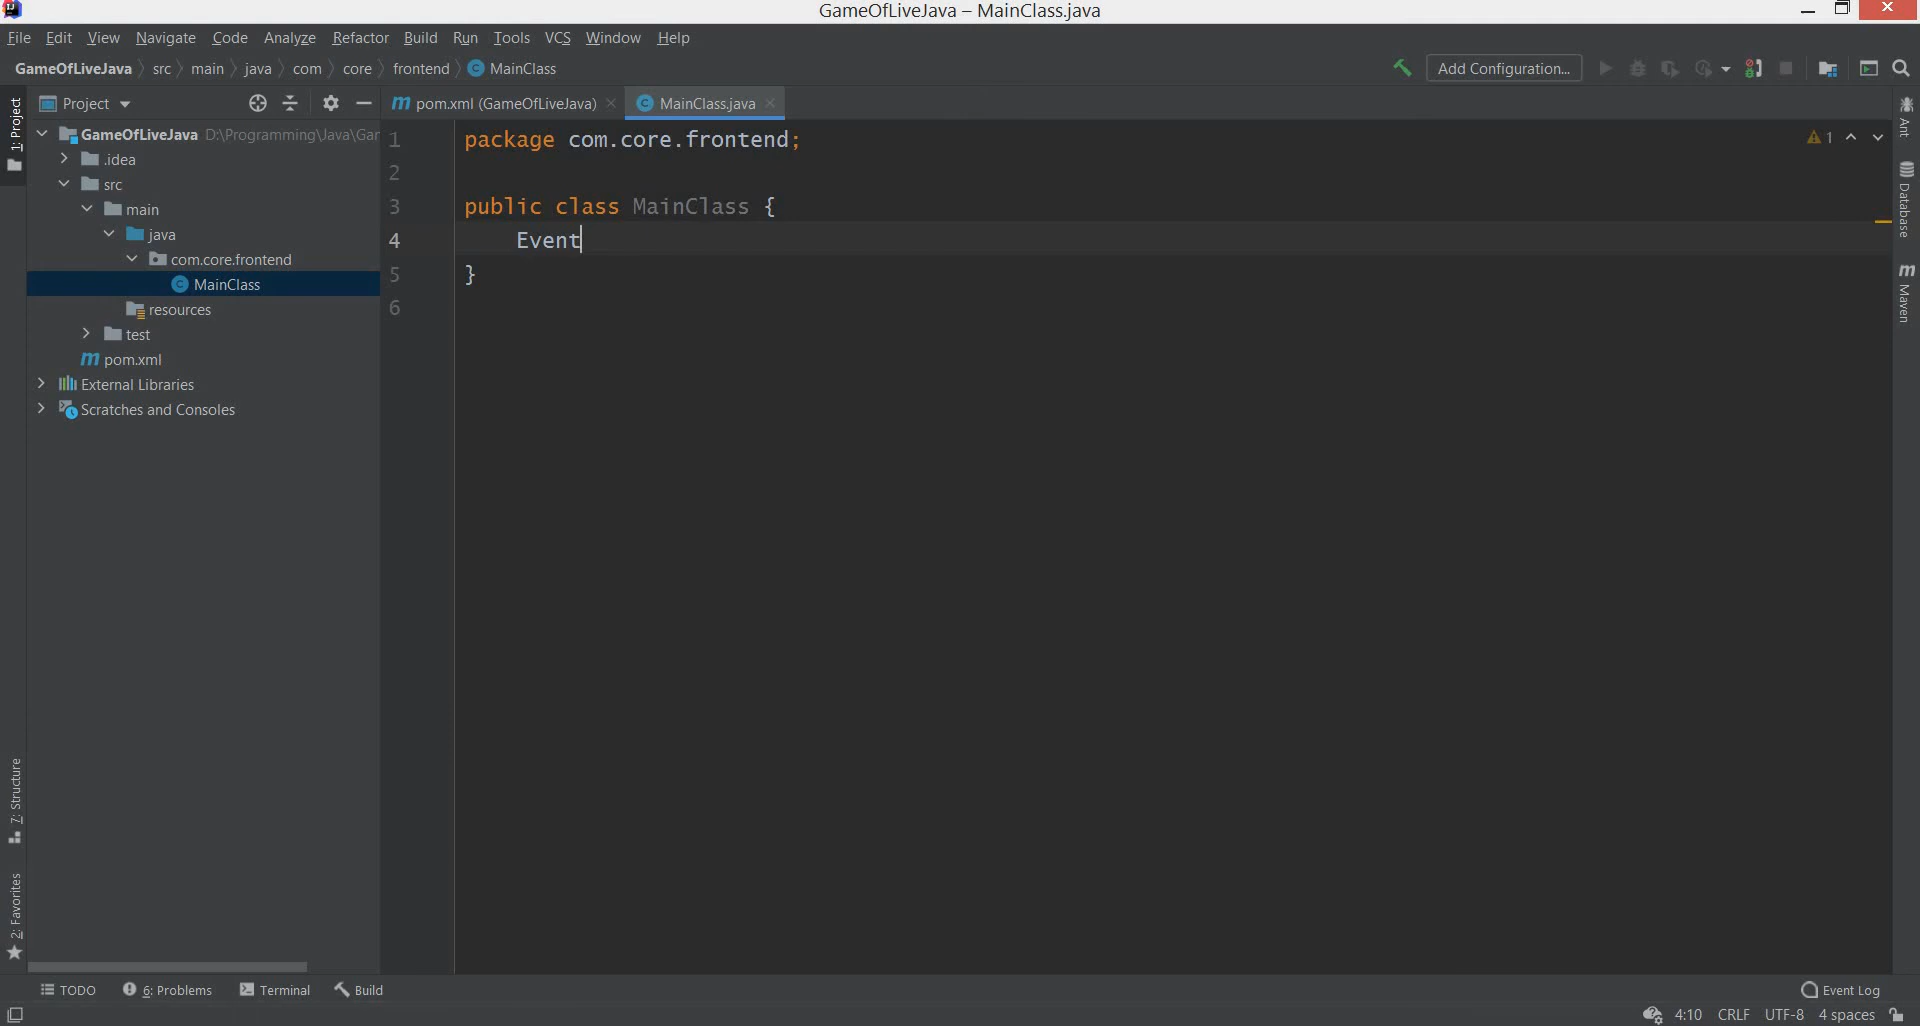 GameOfLiveJava – MainClass.java
File Edit View Navigate Code Analyze Refactor Build Run Tools VCS Window Help
GameOfLiveJava src main java com core frontend MainClass
Add Configuration...
1: Project
Project
pom.xml (GameOfLiveJava)
MainClass.java
GameOfLiveJava D:\Programming\Java\Gar
.idea
src
main
java
com.core.frontend
MainClass
resources
test
pom.xml
External Libraries
Scratches and Consoles
1 package com.core.frontend;
2
3 public class MainClass {
4 Event
5 }
6
1
Ant
Database
Maven
7: Structure
2: Favorites
TODO 6: Problems Terminal Build
Event Log
4:10 CRLF UTF-8 4 spaces